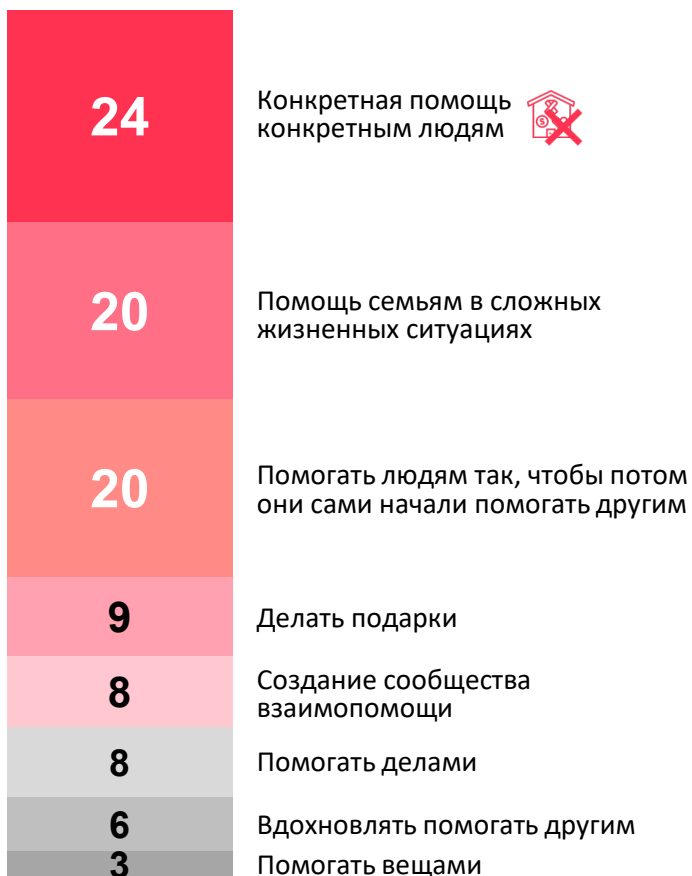 24
Конкретная помощь
конкретным людям
20
Помощь семьям в сложных
жизненных ситуациях
20
Помогать людям так, чтобы потом
они сами начали помогать другим
9
Делать подарки
8
Создание сообщества
взаимопомощи
8
Помогать делами
6
Вдохновлять помогать другим
3
Помогать вещами